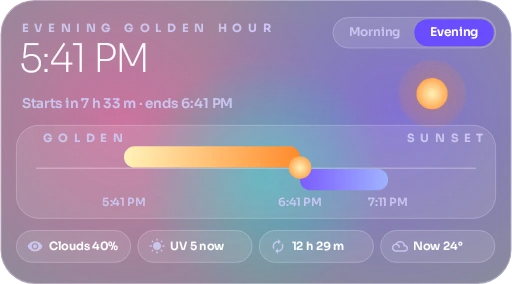 EVENING GOLDEN HOUR
Morning
Evening
5:41 PM
Starts in 7 h 33 m · ends 6:41 PM
GOLDEN
SUNSET
5:41 PM
6:41 PM
7:11 PM
Clouds 40%
UV 5 now
12 h 29 m
Now 24°